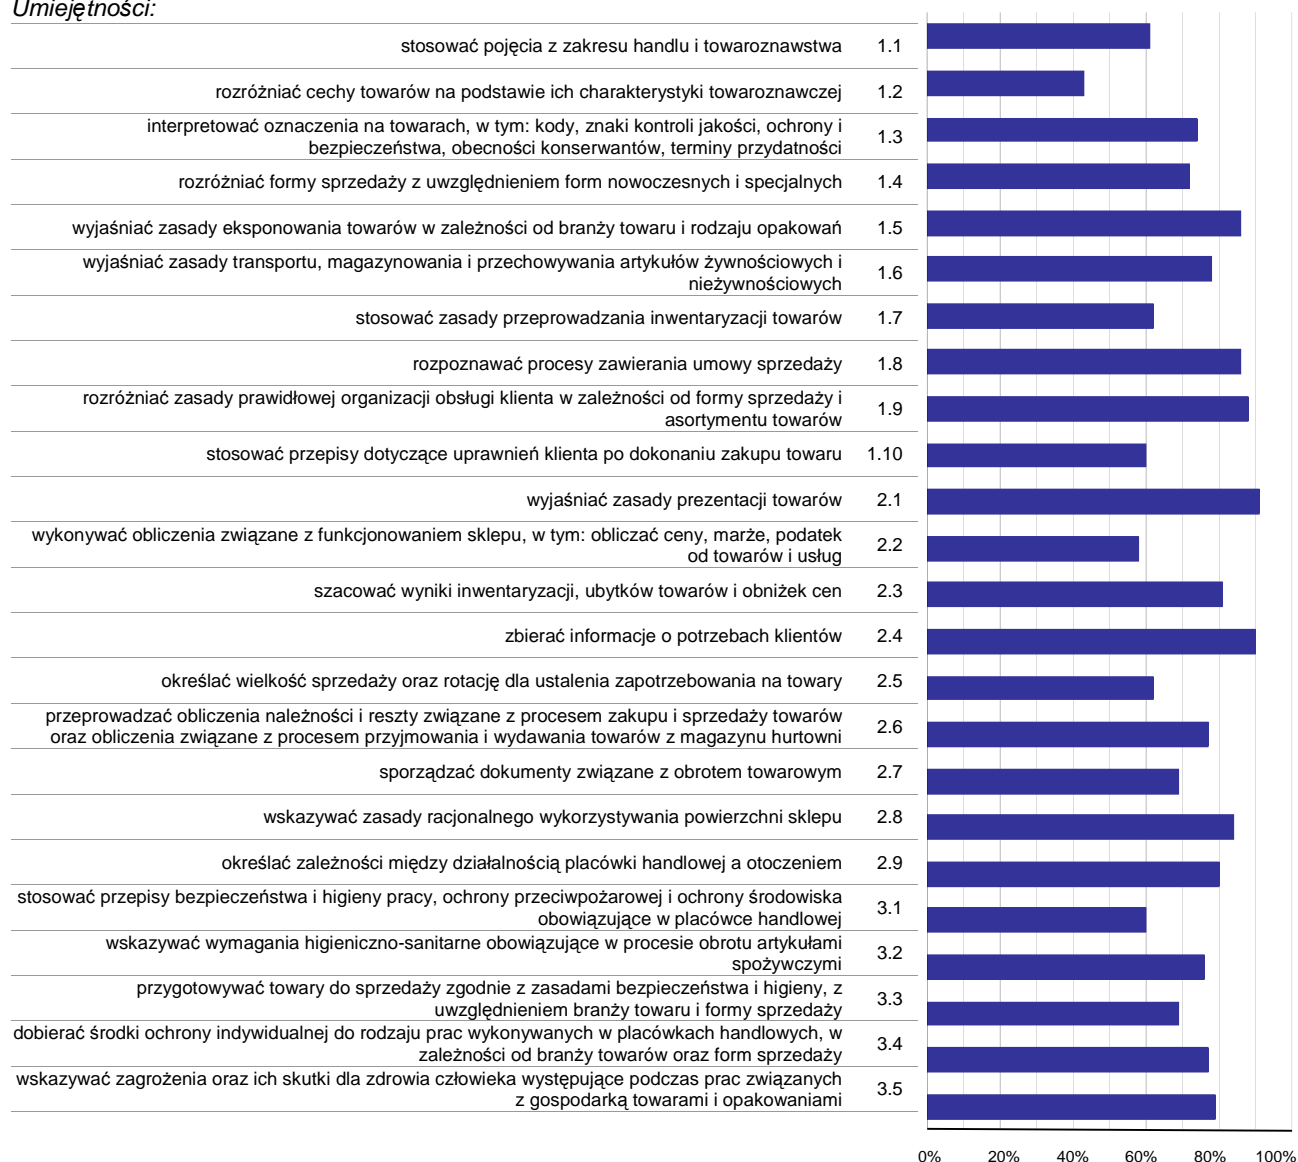 Umiejętności:
stosować pojęcia z zakresu handlu i towaroznawstwa 1.1
rozróżniać cechy towarów na podstawie ich charakterystyki towaroznawczej 1.2
interpretować oznaczenia na towarach, w tym: kody, znaki kontroli jakości, ochrony i
bezpieczeństwa, obecności konserwantów, terminy przydatności 1.3
rozróżniać formy sprzedaży z uwzględnieniem form nowoczesnych i specjalnych 1.4
wyjaśniać zasady eksponowania towarów w zależności od branży towaru i rodzaju opakowań 1.5
wyjaśniać zasady transportu, magazynowania i przechowywania artykułów żywnościowych i
nieżywnościowych 1.6
stosować zasady przeprowadzania inwentaryzacji towarów 1.7
rozpoznawać procesy zawierania umowy sprzedaży 1.8
rozróżniać zasady prawidłowej organizacji obsługi klienta w zależności od formy sprzedaży i
asortymentu towarów 1.9
stosować przepisy dotyczące uprawnień klienta po dokonaniu zakupu towaru 1.10
wyjaśniać zasady prezentacji towarów 2.1
wykonywać obliczenia związane z funkcjonowaniem sklepu, w tym: obliczać ceny, marże, podatek
od towarów i usług 2.2
szacować wyniki inwentaryzacji, ubytków towarów i obniżek cen 2.3
zbierać informacje o potrzebach klientów 2.4
określać wielkość sprzedaży oraz rotację dla ustalenia zapotrzebowania na towary 2.5
przeprowadzać obliczenia należności i reszty związane z procesem zakupu i sprzedaży towarów
oraz obliczenia związane z procesem przyjmowania i wydawania towarów z magazynu hurtowni 2.6
sporządzać dokumenty związane z obrotem towarowym 2.7
wskazywać zasady racjonalnego wykorzystywania powierzchni sklepu 2.8
określać zależności między działalnością placówki handlowej a otoczeniem 2.9
stosować przepisy bezpieczeństwa i higieny pracy, ochrony przeciwpożarowej i ochrony środowiska
obowiązujące w placówce handlowej 3.1
wskazywać wymagania higieniczno-sanitarne obowiązujące w procesie obrotu artykułami
spożywczymi 3.2
przygotowywać towary do sprzedaży zgodnie z zasadami bezpieczeństwa i higieny, z
uwzględnieniem branży towaru i formy sprzedaży 3.3
dobierać środki ochrony indywidualnej do rodzaju prac wykonywanych w placówkach handlowych, w
zależności od branży towarów oraz form sprzedaży 3.4
wskazywać zagrożenia oraz ich skutki dla zdrowia człowieka występujące podczas prac związanych
z gospodarką towarami i opakowaniami 3.5
0% 20% 40% 60% 80% 100%